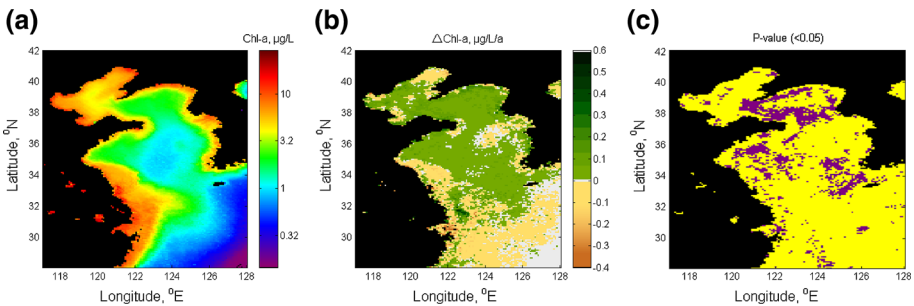 (a)
Chl-a, µg/L
42
40
38
36
34
32
30
118 120 122 124 126 128
Latitude, °N
Longitude, °E
10
3.2
1
0.32
(b)
△Chl-a, µg/L/a
42
40
38
36
34
32
30
118 120 122 124 126 128
Latitude, °N
Longitude, °E
0.6
0.5
0.4
0.3
0.2
0.1
0
-0.1
-0.2
-0.3
-0.4
(c)
P-value (<0.05)
42
40
38
36
34
32
30
118 120 122 124 126 128
Latitude, °N
Longitude, °E